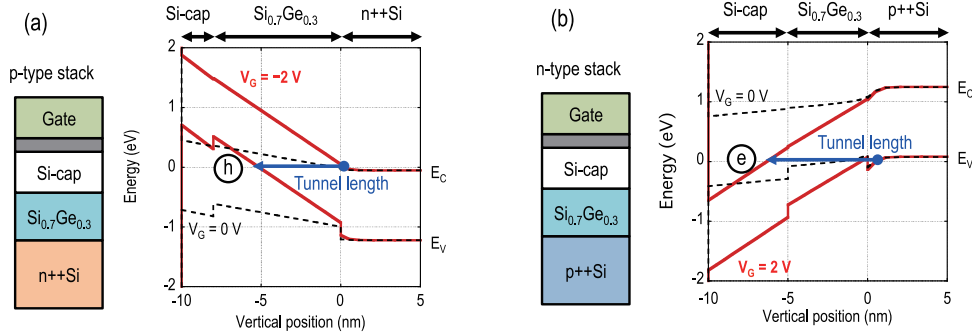 (a)
p-type stack
Gate
Si-cap
Si0.7Ge0.3
n++Si
Si-cap Si0.7Ge0.3 n++Si
VG = −2 V
h
Tunnel length
VG = 0 V
EC
EV
Energy (eV)
2
1
0
-1
-2
-10 -5 0 5
Vertical position (nm)
(b)
n-type stack
Gate
Si-cap
Si0.7Ge0.3
p++Si
Si-cap Si0.7Ge0.3 p++Si
VG = 0 V
e
Tunnel length
VG = 2 V
EC
EV
Energy (eV)
2
1
0
-1
-2
-10 -5 0 5
Vertical position (nm)